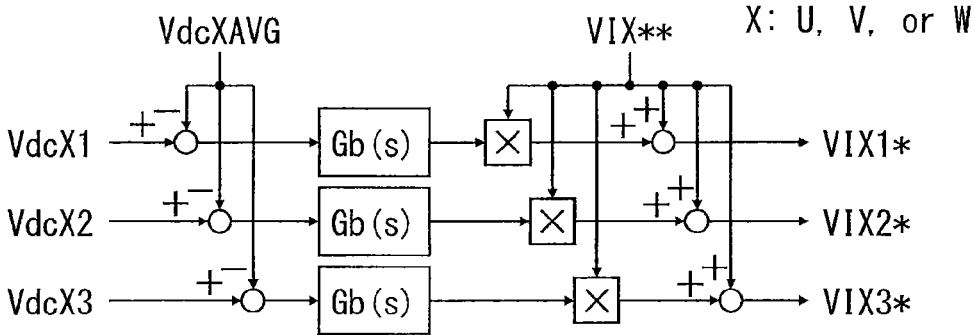 VdcXAVG VIX** X: U, V, or W
VdcX1 + − Gb(s) × + + VIX1*
VdcX2 + − Gb(s) × + + VIX2*
VdcX3 + − Gb(s) × + + VIX3*